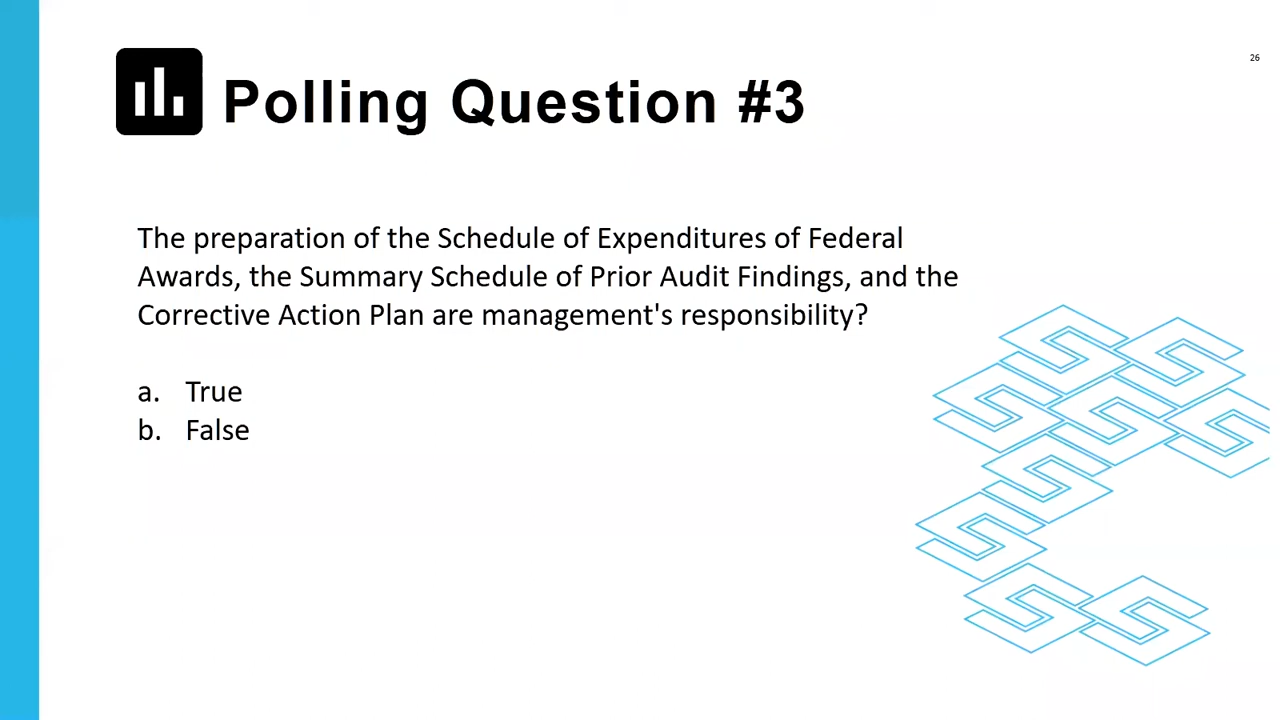 26
Polling Question #3
The preparation of the Schedule of Expenditures of Federal
Awards, the Summary Schedule of Prior Audit Findings, and the
Corrective Action Plan are management's responsibility?
a. True
b. False